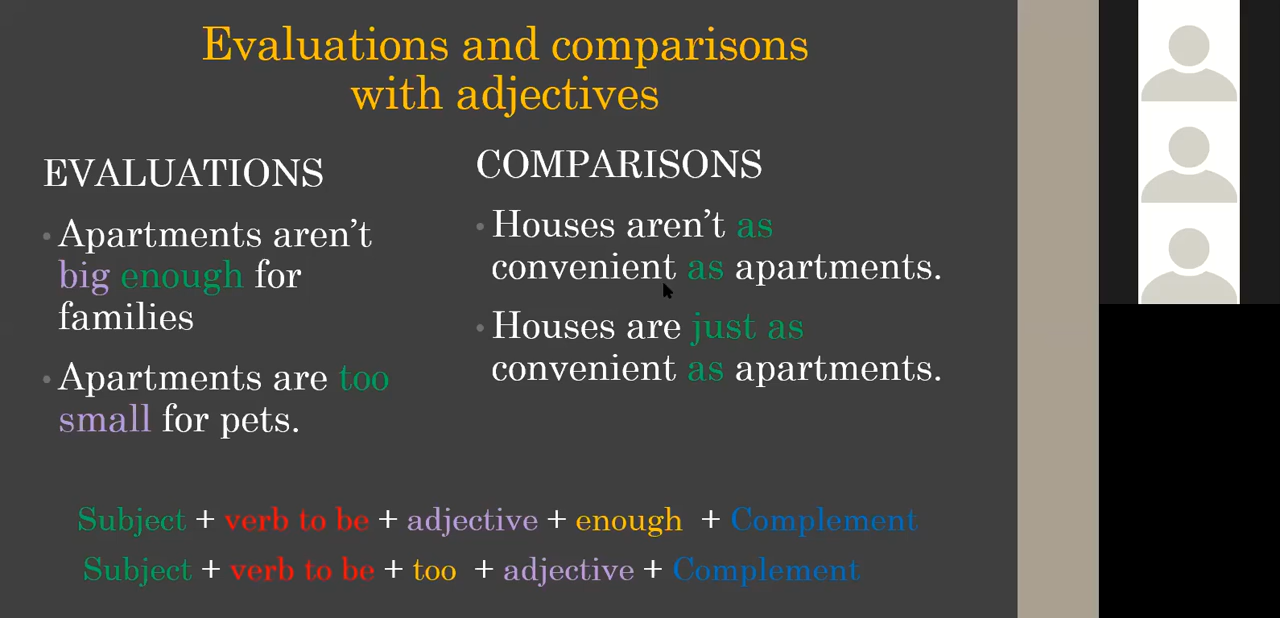 Evaluations and comparisons
with adjectives
EVALUATIONS
• Apartments aren't
big enough for
families
• Apartments are too
small for pets.
COMPARISONS
• Houses aren't as
convenient as apartments.
• Houses are just as
convenient as apartments.
Subject + verb to be + adjective + enough + Complement
Subject + verb to be + too + adjective + Complement